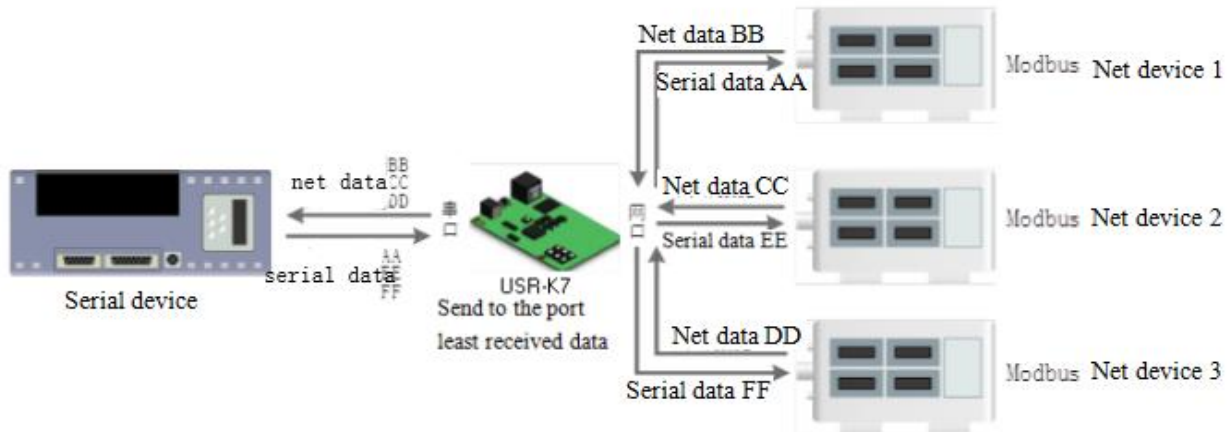 Net data BB
Serial data AA
Modbus Net device 1
BB
net data CC
DD
串口
Net data CC
Serial data EE
Modbus Net device 2
AA
serial data
FF
Serial device
USR-K7
Send to the port
least received data
Net data DD
Serial data FF
Modbus Net device 3